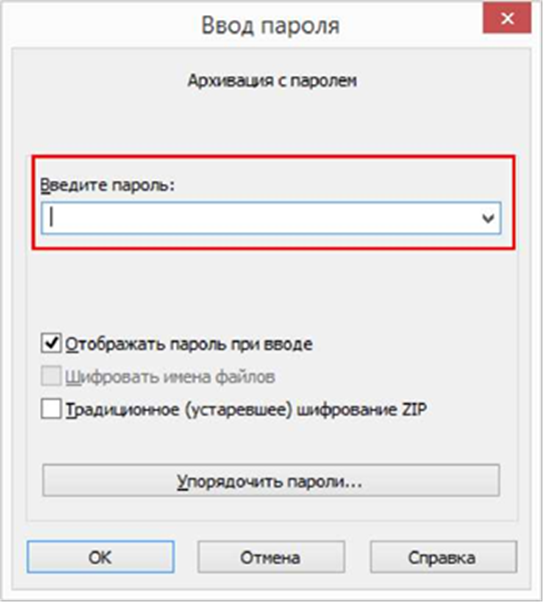 Ввод пароля
Архивация с паролем
Введите пароль:
Отображать пароль при вводе
Шифровать имена файлов
Традиционное (устаревшее) шифрование ZIP
Упорядочить пароли...
ОК
Отмена
Справка